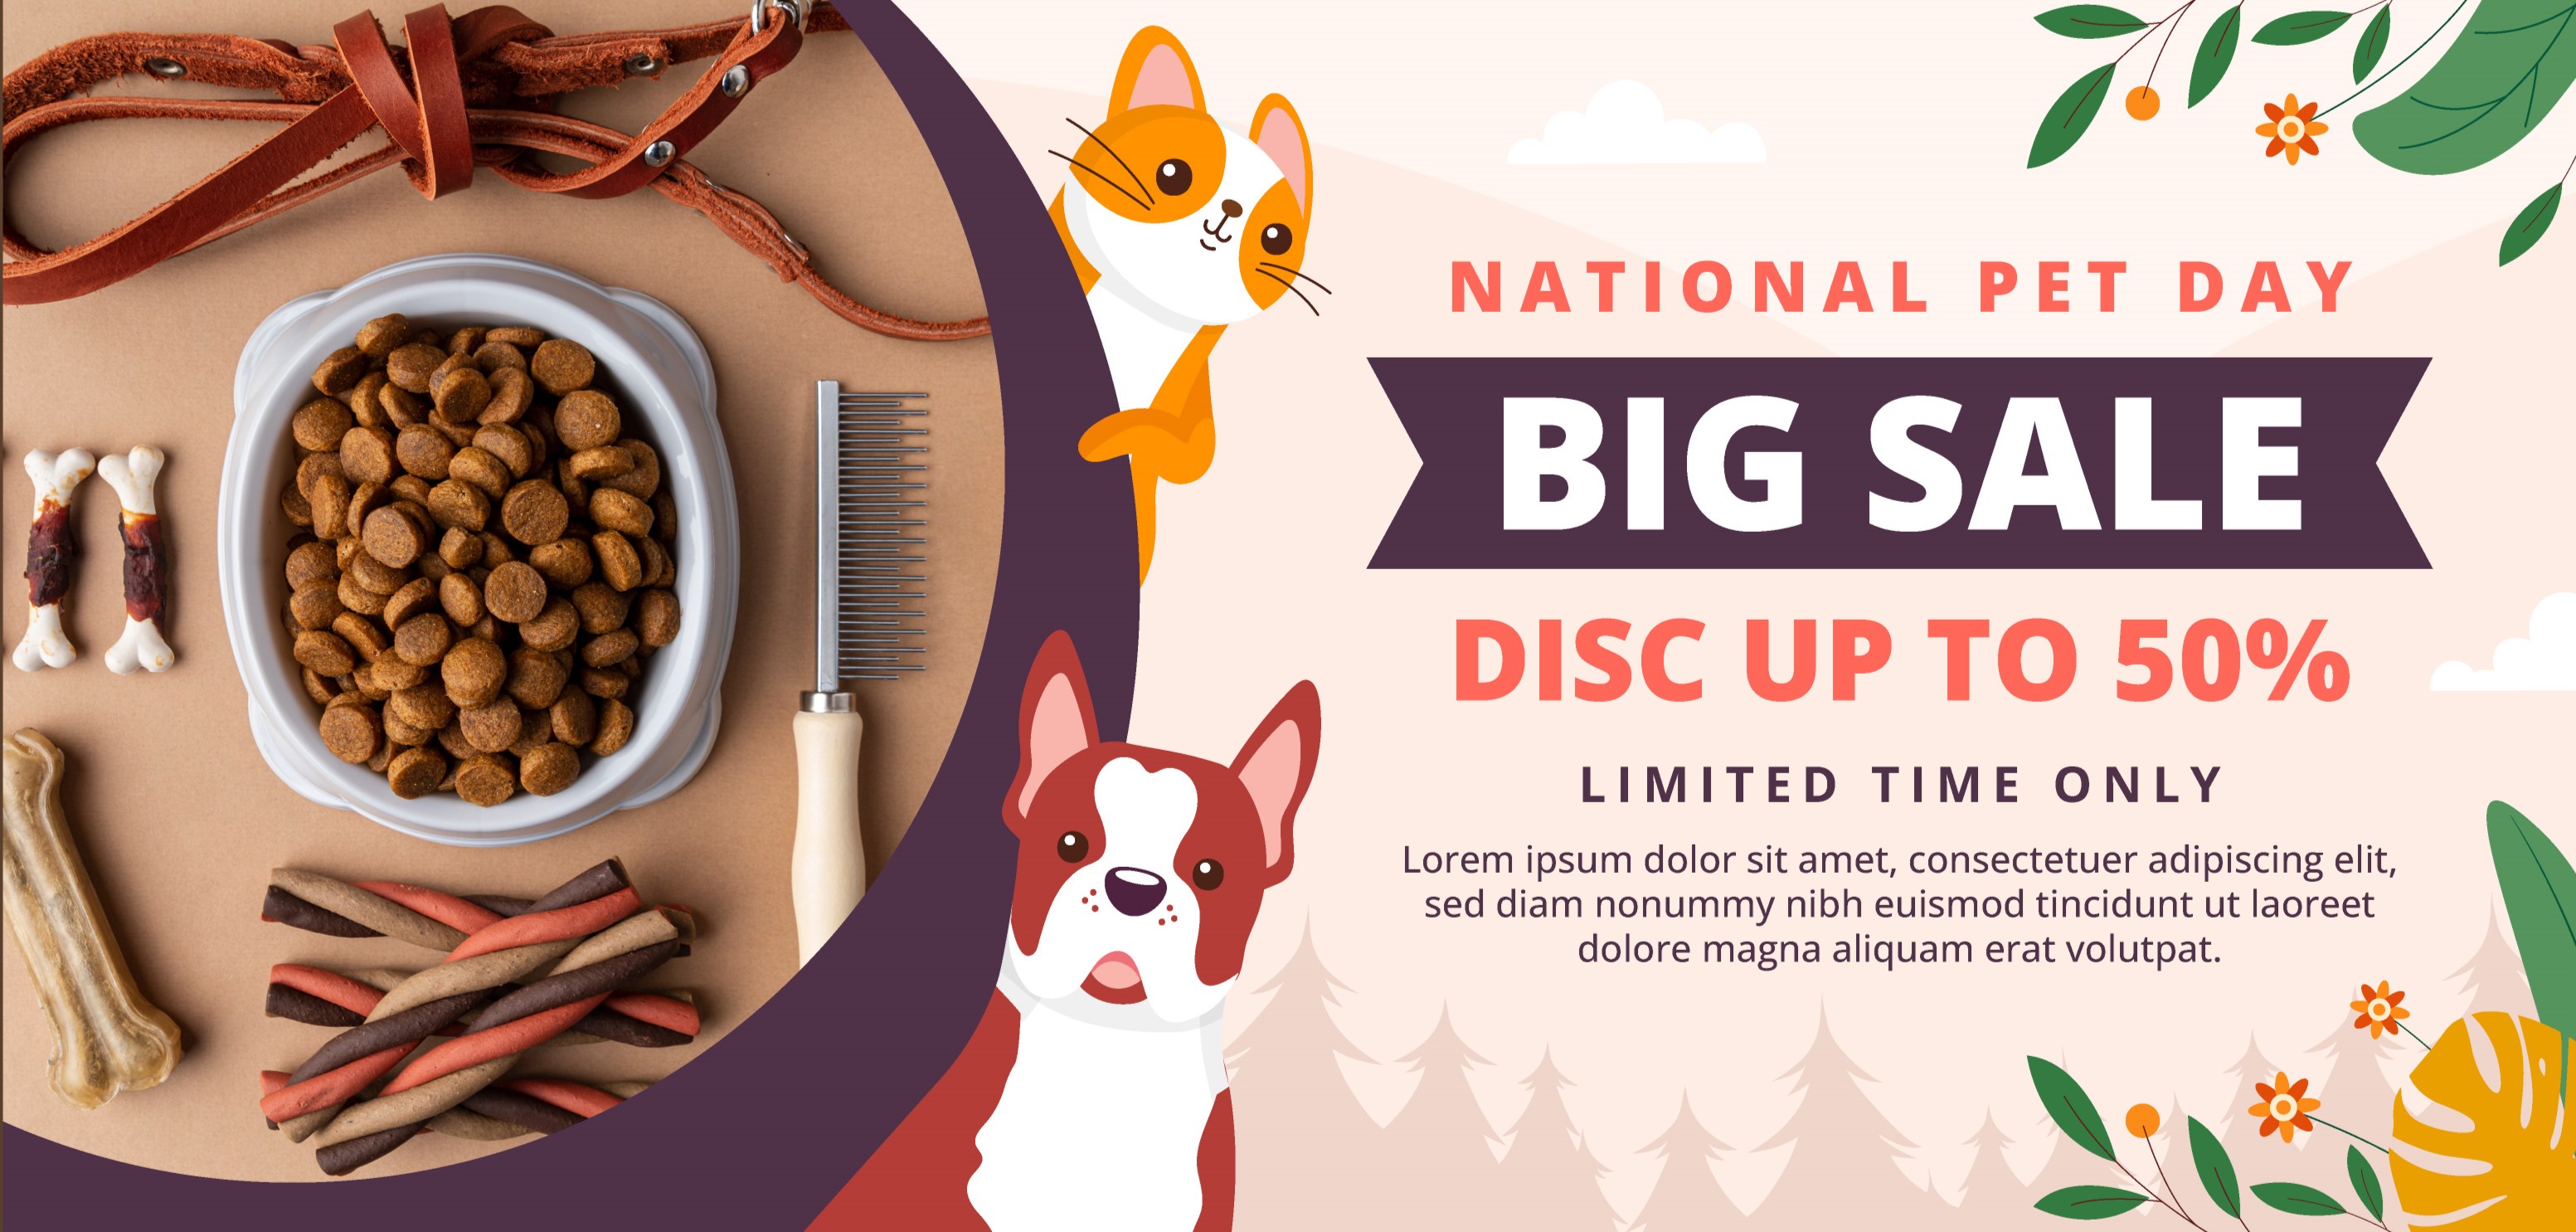 NATIONAL PET DAY
BIG SALE
DISC UP TO 50%
LIMITED TIME ONLY
Lorem ipsum dolor sit amet, consectetuer adipiscing elit,
sed diam nonummy nibh euismod tincidunt ut laoreet
dolore magna aliquam erat volutpat.